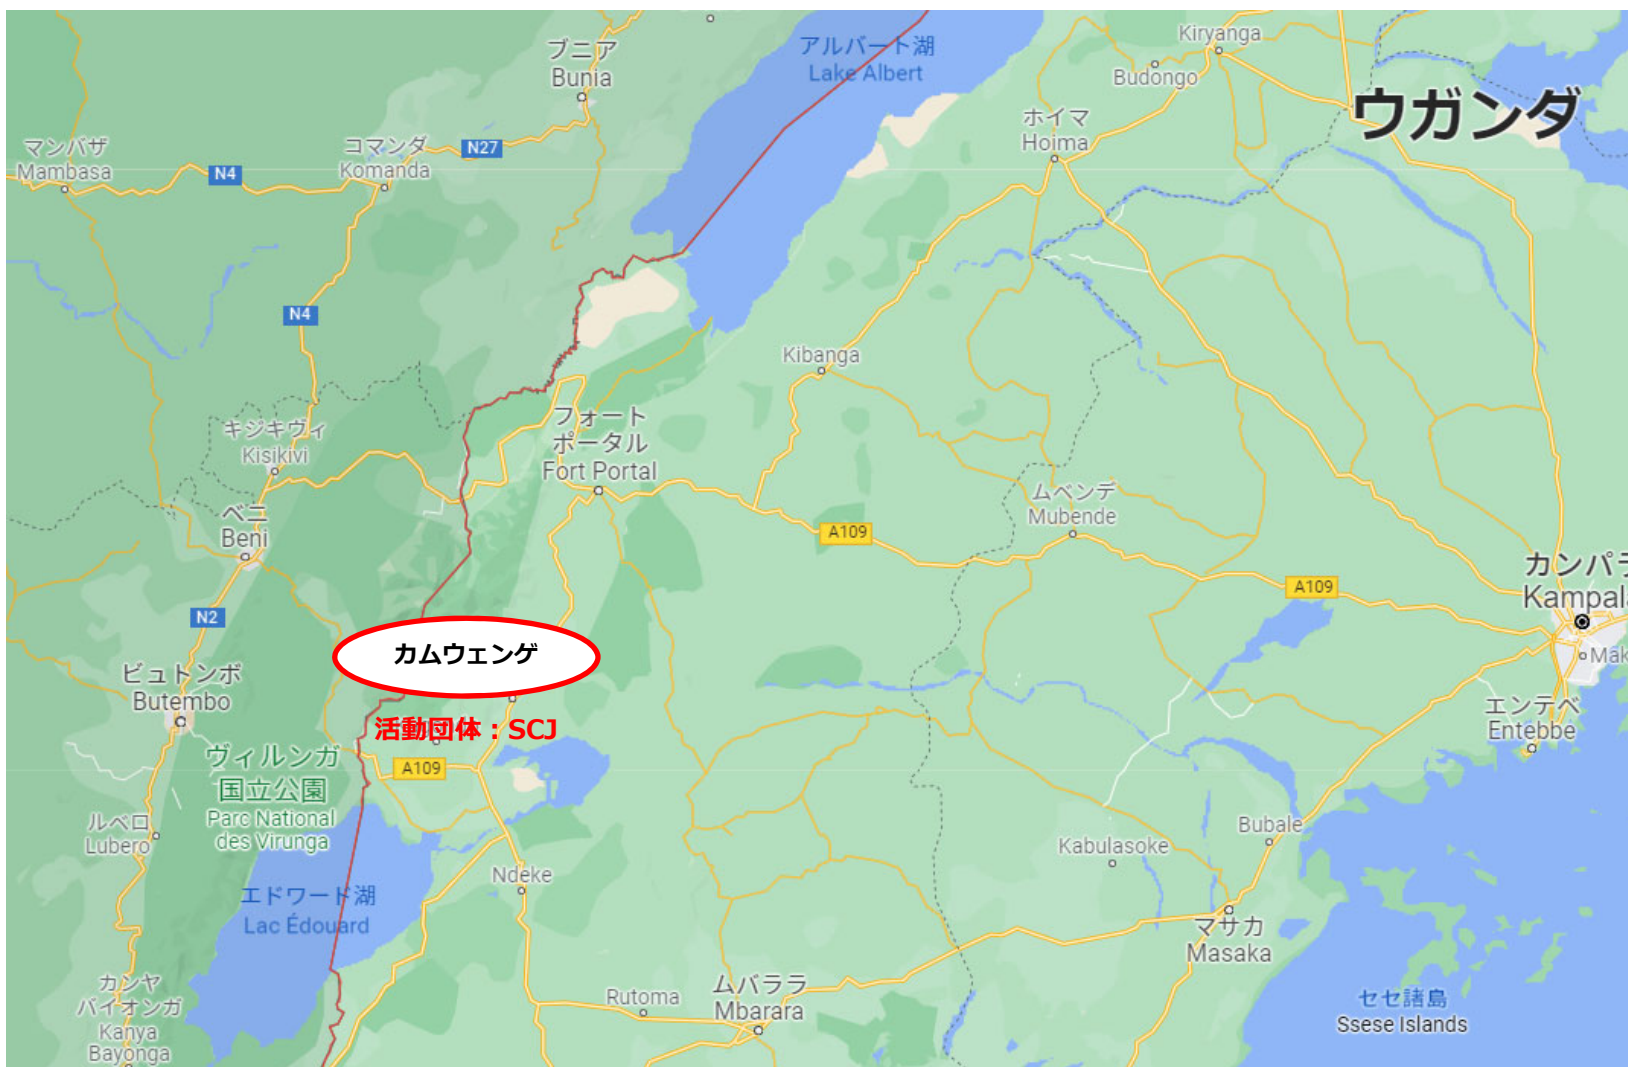 ブニア
Bunia
アルバート湖
Lake Albert
Kiryanga
Budongo
ウガンダ
ホイマ
Hoima
マンバサ
Mambasa
コマンダ
Komanda
N27
N4
N4
Kibanga
フォート
ポータル
Fort Portal
キジキヴィ
Kisikivi
ベニ
Beni
ムベンデ
Mubende
A109
A109
カンパラ
Kampala
N2
カムウェンゲ
活動団体：SCJ
ビュトンボ
Butembo
Mak
エンテベ
Entebbe
A109
ヴィルンガ
国立公園
Parc National
des Virunga
ルベロ
Lubero
Bubale
Kabulasoke
Ndeke
エドワード湖
Lac Édouard
マサカ
Masaka
カンヤ
バイオンガ
Kanya
Bayonga
Rutoma
ムバララ
Mbarara
セセ諸島
Ssese Islands